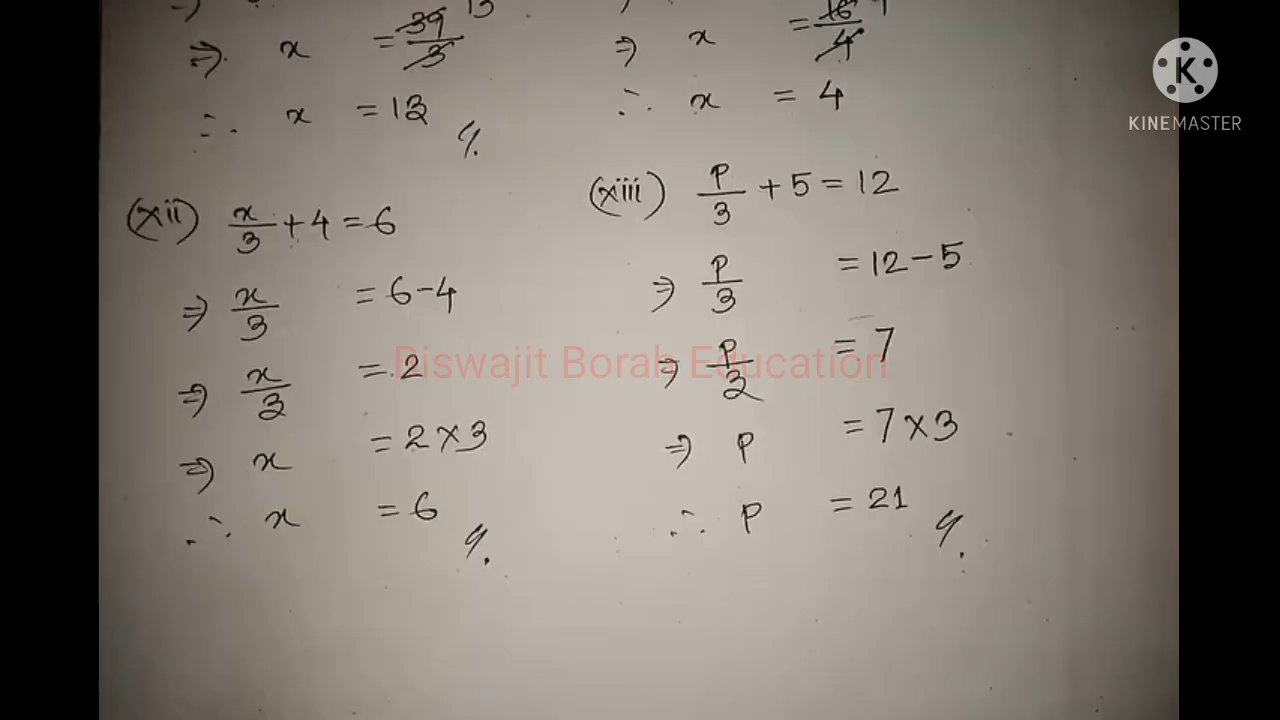 ⇒ x = 39/3 13
∴ x = 13
⇒ x = 16/4
∴ x = 4
KINEMASTER
(xii) x/3 + 4 = 6
⇒ x/3 = 6 - 4
⇒ x/3 = 2
⇒ x = 2 × 3
∴ x = 6
(xiii) P/3 + 5 = 12
⇒ P/3 = 12 - 5
⇒ P/3 = 7
⇒ P = 7 × 3
∴ P = 21
Biswajit Borah Education